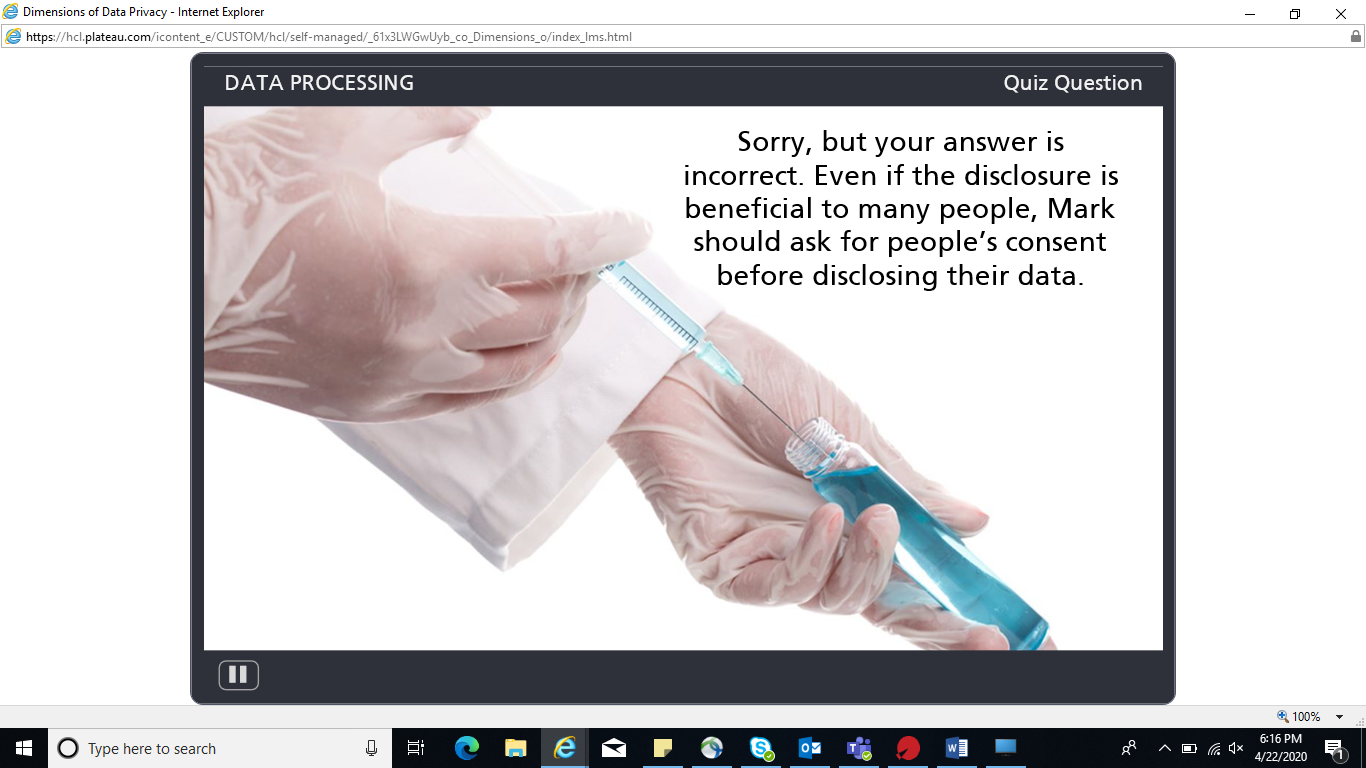 Dimensions of Data Privacy - Internet Explorer
https://hcl.plateau.com/icontent_e/CUSTOM/hcl/self-managed/_61x3LWGwUyb_co_Dimensions_o/index_lms.html
DATA PROCESSING
Quiz Question
Sorry, but your answer is
incorrect. Even if the disclosure is
beneficial to many people, Mark
should ask for people’s consent
before disclosing their data.
100%
Type here to search
6:16 PM
4/22/2020
1